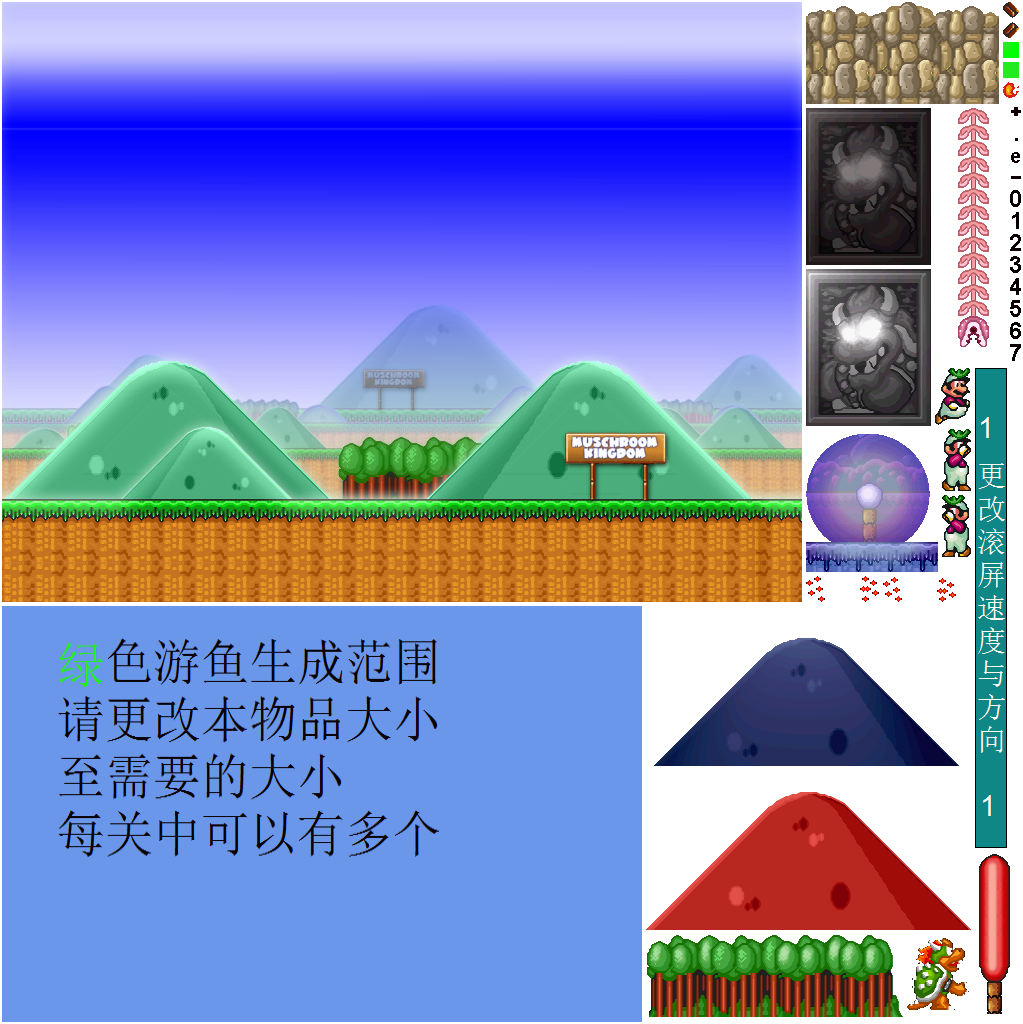 MUSCHROOM
KINGDOM
MUSCHROOM
KINGDOM
绿色游鱼生成范围
请更改本物品大小
至需要的大小
每关中可以有多个
+
.
e
-
0
1
2
3
4
5
6
7
1 更改滚屏速度与方向 1